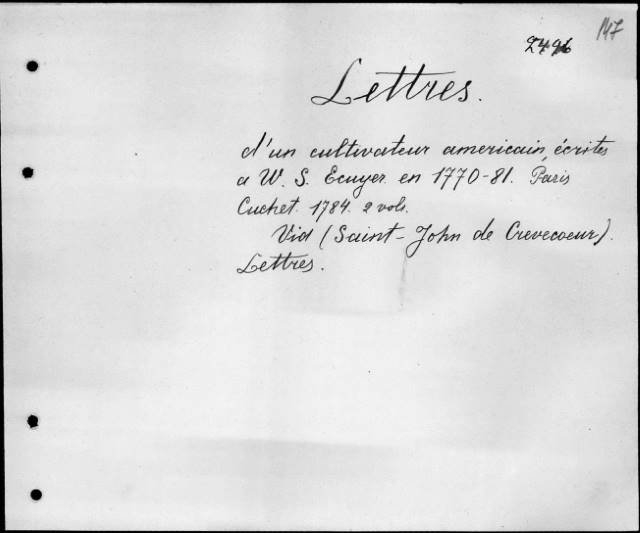 147
Lettres.
d'un cultivateur americain, écrites
a W. S. Ecuyer en 1770-81. Paris
Cuchet. 1784. 2 vols.
Vid (Saint-John de Crevecoeur).
Lettres.